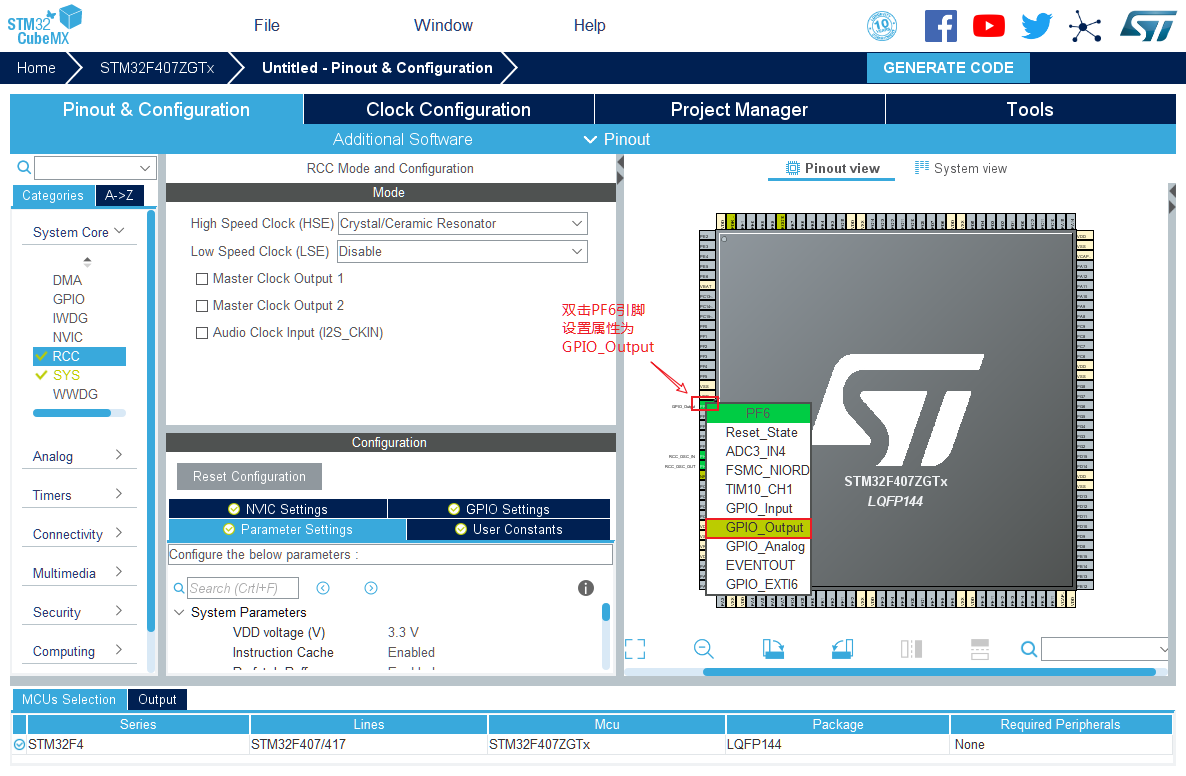 STM32
CubeMX
File
Window
Help
10
ST
Home
STM32F407ZGTx
Untitled - Pinout & Configuration
GENERATE CODE
Pinout & Configuration
Clock Configuration
Project Manager
Tools
Additional Software
Pinout
Categories
A->Z
System Core
DMA
GPIO
IWDG
NVIC
RCC
SYS
WWDG
Analog
Timers
Connectivity
Multimedia
Security
Computing
RCC Mode and Configuration
Mode
High Speed Clock (HSE) Crystal/Ceramic Resonator
Low Speed Clock (LSE) Disable
Master Clock Output 1
Master Clock Output 2
Audio Clock Input (I2S_CKIN)
Configuration
Reset Configuration
NVIC Settings
GPIO Settings
Parameter Settings
User Constants
Configure the below parameters :
Search (Crtl+F)
System Parameters
VDD voltage (V) 3.3 V
Instruction Cache Enabled
Pinout view
System view
双击PF6引脚
设置属性为
GPIO_Output
GPIO_Output
RCC_OSC_IN
RCC_OSC_OUT
PF6
Reset_State
ADC3_IN4
FSMC_NIORD
TIM10_CH1
GPIO_Input
GPIO_Output
GPIO_Analog
EVENTOUT
GPIO_EXTI6
STM32F407ZGTx
LQFP144
MCUs Selection
Output
Series Lines Mcu Package Required Peripherals
STM32F4 STM32F407/417 STM32F407ZGTx LQFP144 None